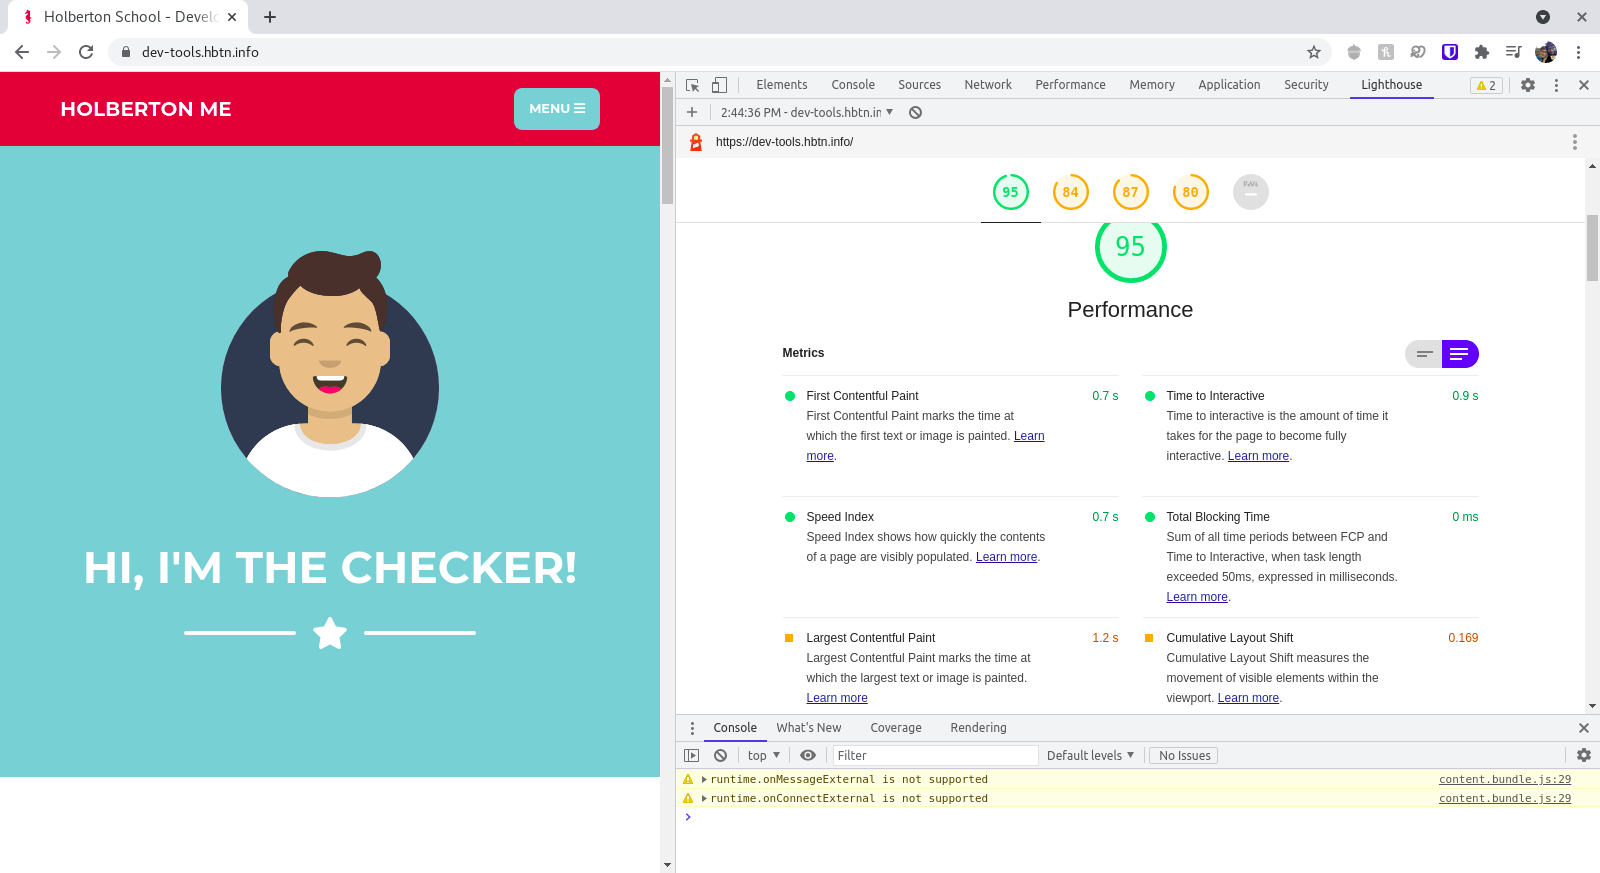 Holberton School - Develo
dev-tools.hbtn.info
HOLBERTON ME
MENU
HI, I'M THE CHECKER!
Elements Console Sources Network Performance Memory Application Security Lighthouse 2
2:44:36 PM - dev-tools.hbtn.in
https://dev-tools.hbtn.info/
95 84 87 80 PWA
95
Performance
Metrics
First Contentful Paint 0.7 s
First Contentful Paint marks the time at
which the first text or image is painted. Learn
more.
Time to Interactive 0.9 s
Time to interactive is the amount of time it
takes for the page to become fully
interactive. Learn more.
Speed Index 0.7 s
Speed Index shows how quickly the contents
of a page are visibly populated. Learn more.
Total Blocking Time 0 ms
Sum of all time periods between FCP and
Time to Interactive, when task length
exceeded 50ms, expressed in milliseconds.
Learn more.
Largest Contentful Paint 1.2 s
Largest Contentful Paint marks the time at
which the largest text or image is painted.
Learn more
Cumulative Layout Shift 0.169
Cumulative Layout Shift measures the
movement of visible elements within the
viewport. Learn more.
Console What's New Coverage Rendering
top Filter Default levels No Issues
runtime.onMessageExternal is not supported content.bundle.js:29
runtime.onConnectExternal is not supported content.bundle.js:29